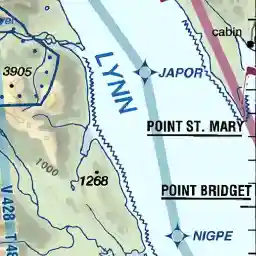 cabin
3905
LYNN
JAPOR
POINT ST. MARY
1000
1268
POINT BRIDGET
V 428
NIGPE